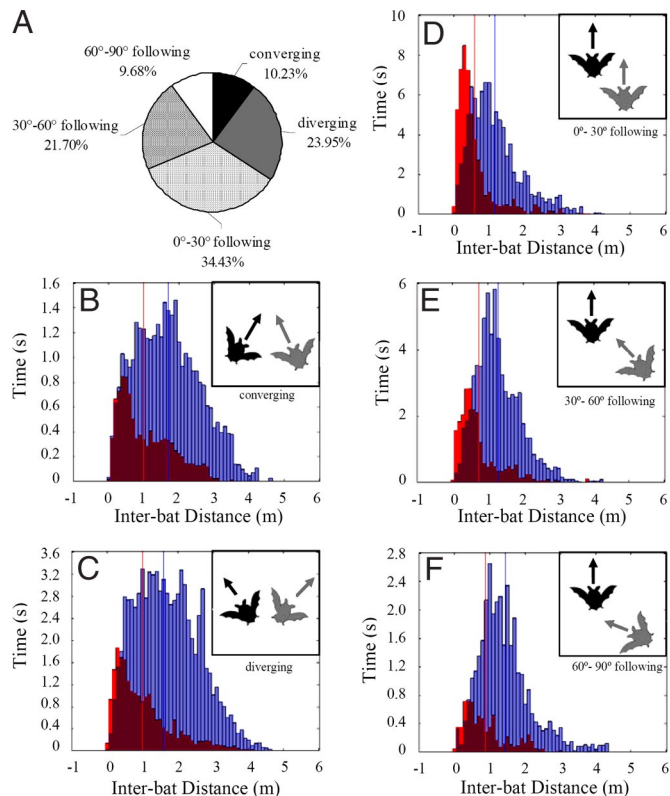 A
60°-90° following
9.68%
converging
10.23%
30°-60° following
21.70%
diverging
23.95%
0°-30° following
34.43%
B
1.6
1.4
1.2
1.0
0.8
0.6
0.4
0.2
0
Time (s)
converging
-1 0 1 2 3 4 5 6
Inter-bat Distance (m)
C
3.6
3.2
2.8
2.4
2.0
1.6
1.2
0.8
0.4
0
Time (s)
diverging
-1 0 1 2 3 4 5 6
Inter-bat Distance (m)
D
10
8
6
4
2
0
Time (s)
0°- 30° following
-1 0 1 2 3 4 5 6
Inter-bat Distance (m)
E
6
4
2
0
Time (s)
30°- 60° following
-1 0 1 2 3 4 5 6
Inter-bat Distance (m)
F
2.8
2.4
2.0
1.6
1.2
0.8
0.4
0
Time (s)
60°- 90° following
-1 0 1 2 3 4 5 6
Inter-bat Distance (m)